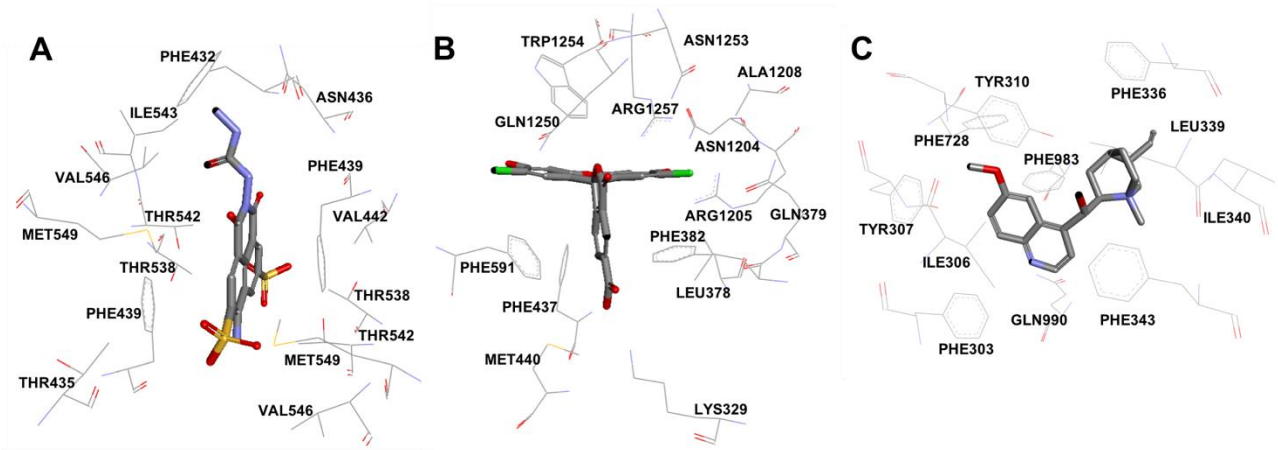 A
PHE432
ASN436
ILE543
PHE439
VAL546
VAL442
THR542
MET549
THR538
PHE439
THR538
THR542
MET549
THR435
VAL546
B
TRP1254
ASN1253
ALA1208
GLN1250
ARG1257
ASN1204
ARG1205
GLN379
PHE382
PHE591
LEU378
PHE437
MET440
LYS329
C
TYR310
PHE336
PHE728
LEU339
PHE983
TYR307
ILE340
ILE306
GLN990
PHE343
PHE303